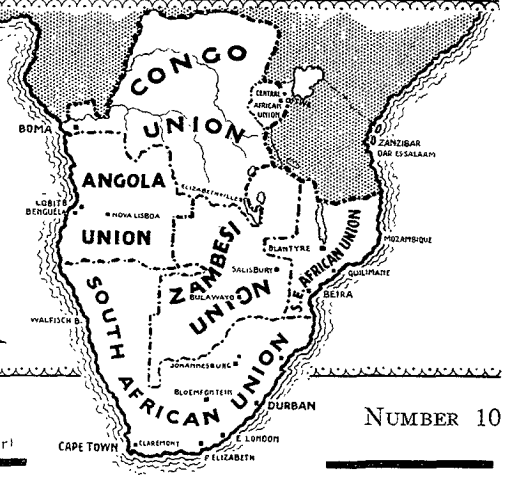 CONGO
UNION
CENTRAL
AFRICAN
UNION
BOMA
ZANZIBAR
DAR ES SALAAM
ANGOLA
UNION
ELIZABETHVILLE
LOBITO
BENGUELA
NOVA LISBOA
BLANTYRE
S.E. AFRICAN UNION
MOZAMBIQUE
QUILIMANE
BEIRA
ZAMBESI
UNION
SALISBURY
BULAWAYO
WALFISCH B.
SOUTH AFRICAN UNION
JOHANNESBURG
BLOEMFONTEIN
DURBAN
E. LONDON
P. ELIZABETH
CAPE TOWN
CLAREMONT
NUMBER 10